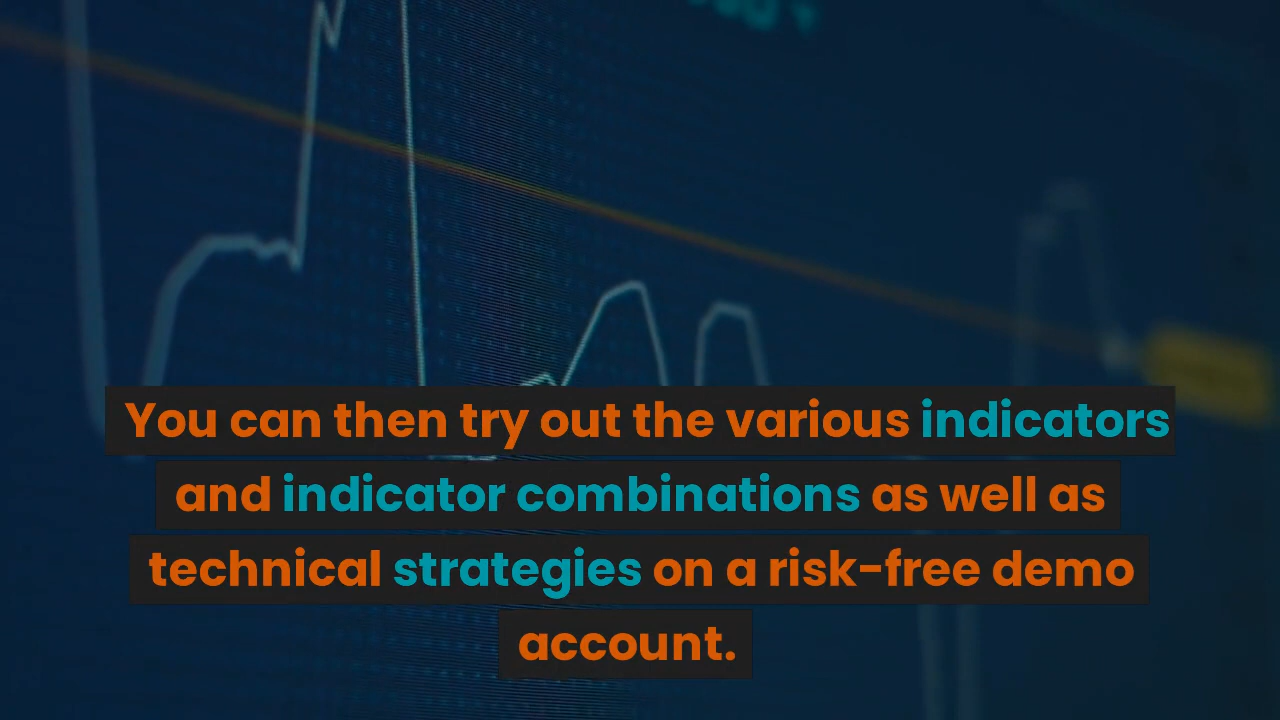 You can then try out the various indicators
and indicator combinations as well as
technical strategies on a risk-free demo
account.